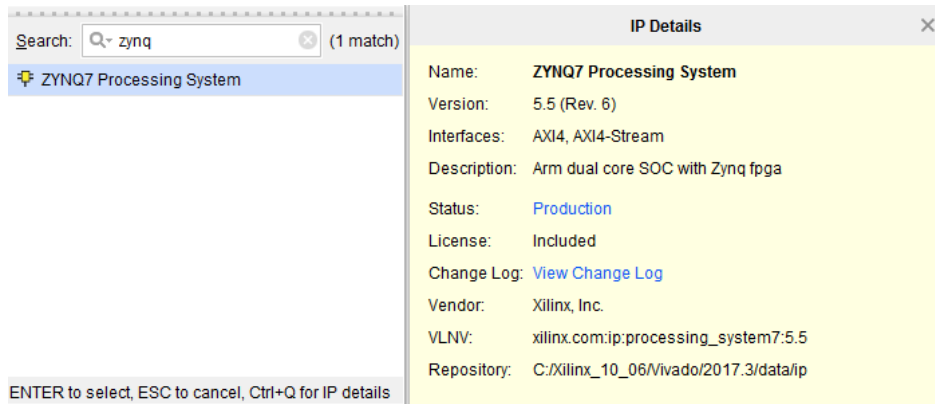 Search: zynq (1 match)
ZYNQ7 Processing System
ENTER to select, ESC to cancel, Ctrl+Q for IP details
IP Details
Name: ZYNQ7 Processing System
Version: 5.5 (Rev. 6)
Interfaces: AXI4, AXI4-Stream
Description: Arm dual core SOC with Zynq fpga
Status: Production
License: Included
Change Log: View Change Log
Vendor: Xilinx, Inc.
VLNV: xilinx.com:ip:processing_system7:5.5
Repository: C:/Xilinx_10_06/Vivado/2017.3/data/ip